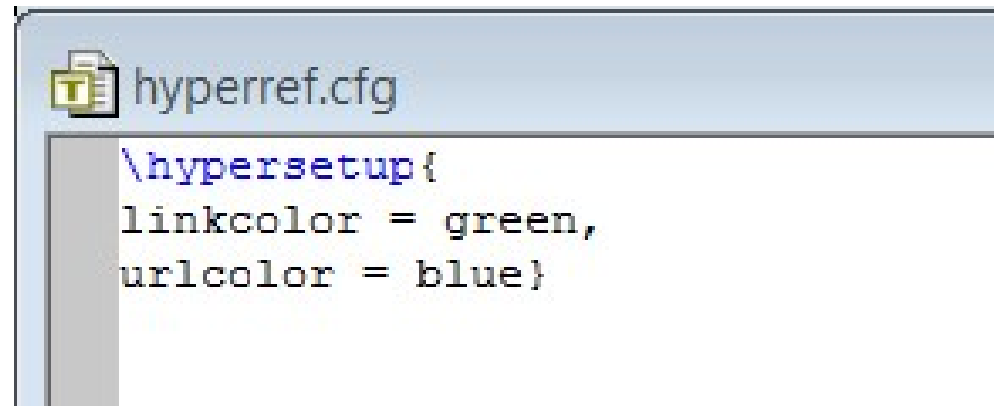 T
hyperref.cfg
\hypersetup{
linkcolor = green,
urlcolor = blue}